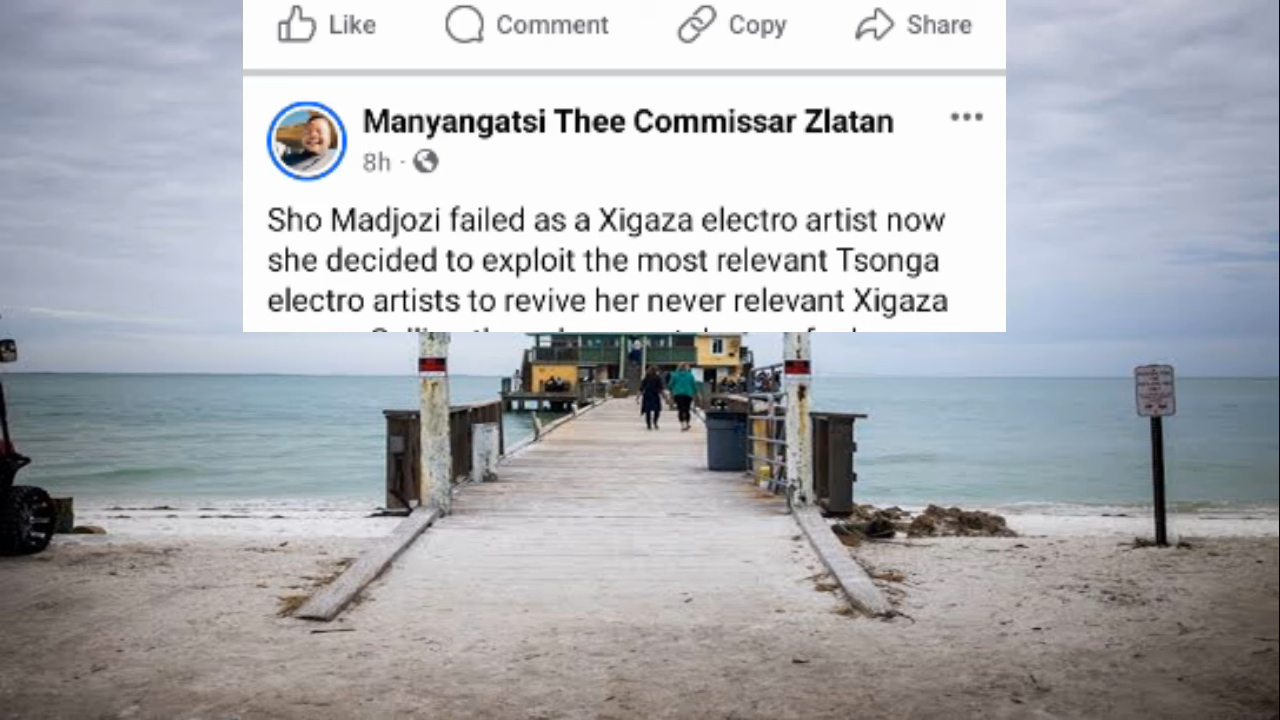 Like Comment Copy Share
Manyangatsi Thee Commissar Zlatan
8h ·
Sho Madjozi failed as a Xigaza electro artist now
she decided to exploit the most relevant Tsonga
electro artists to revive her never relevant Xigaza